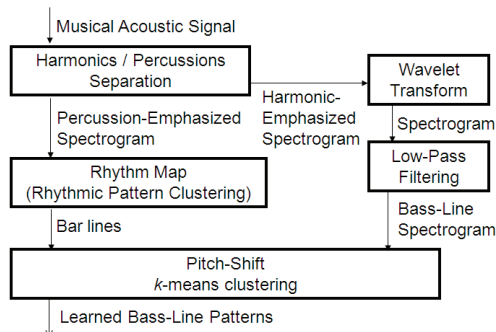 Musical Acoustic Signal
Harmonics / Percussions
Separation
Wavelet
Transform
Percussion-Emphasized
Spectrogram
Harmonic-
Emphasized
Spectrogram
Spectrogram
Rhythm Map
(Rhythmic Pattern Clustering)
Low-Pass
Filtering
Bar lines
Bass-Line
Spectrogram
Pitch-Shift
k-means clustering
Learned Bass-Line Patterns